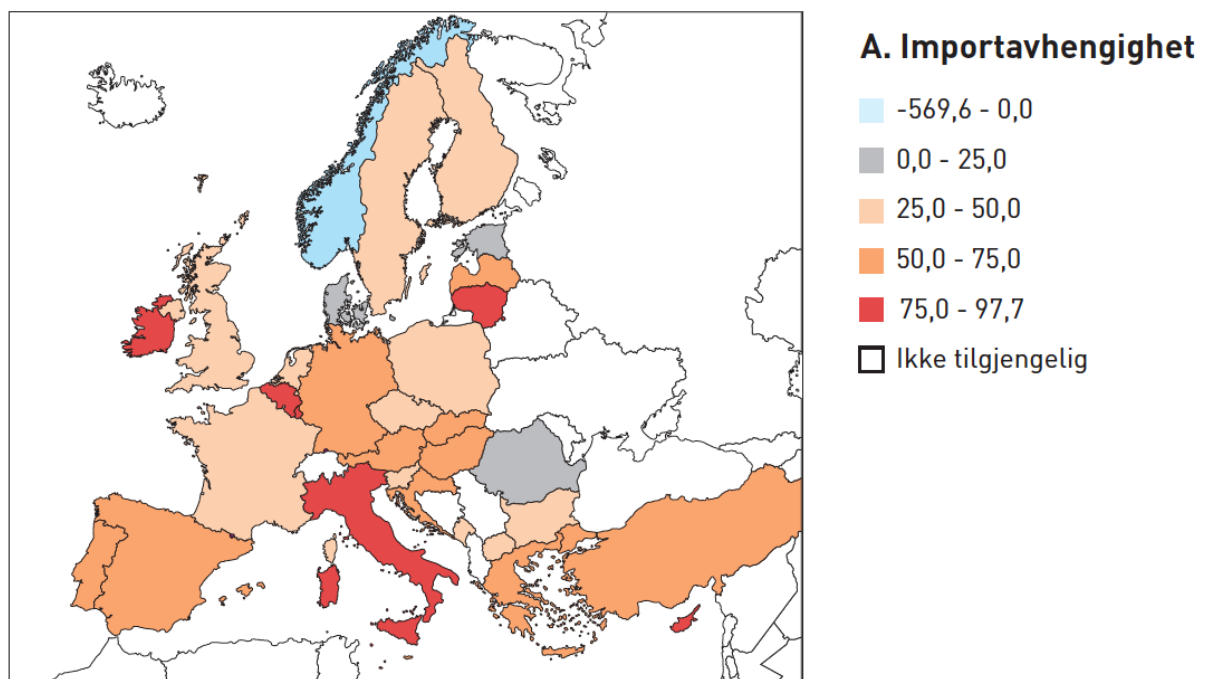 A. Importavhengighet
-569,6 - 0,0
0,0 - 25,0
25,0 - 50,0
50,0 - 75,0
75,0 - 97,7
Ikke tilgjengelig